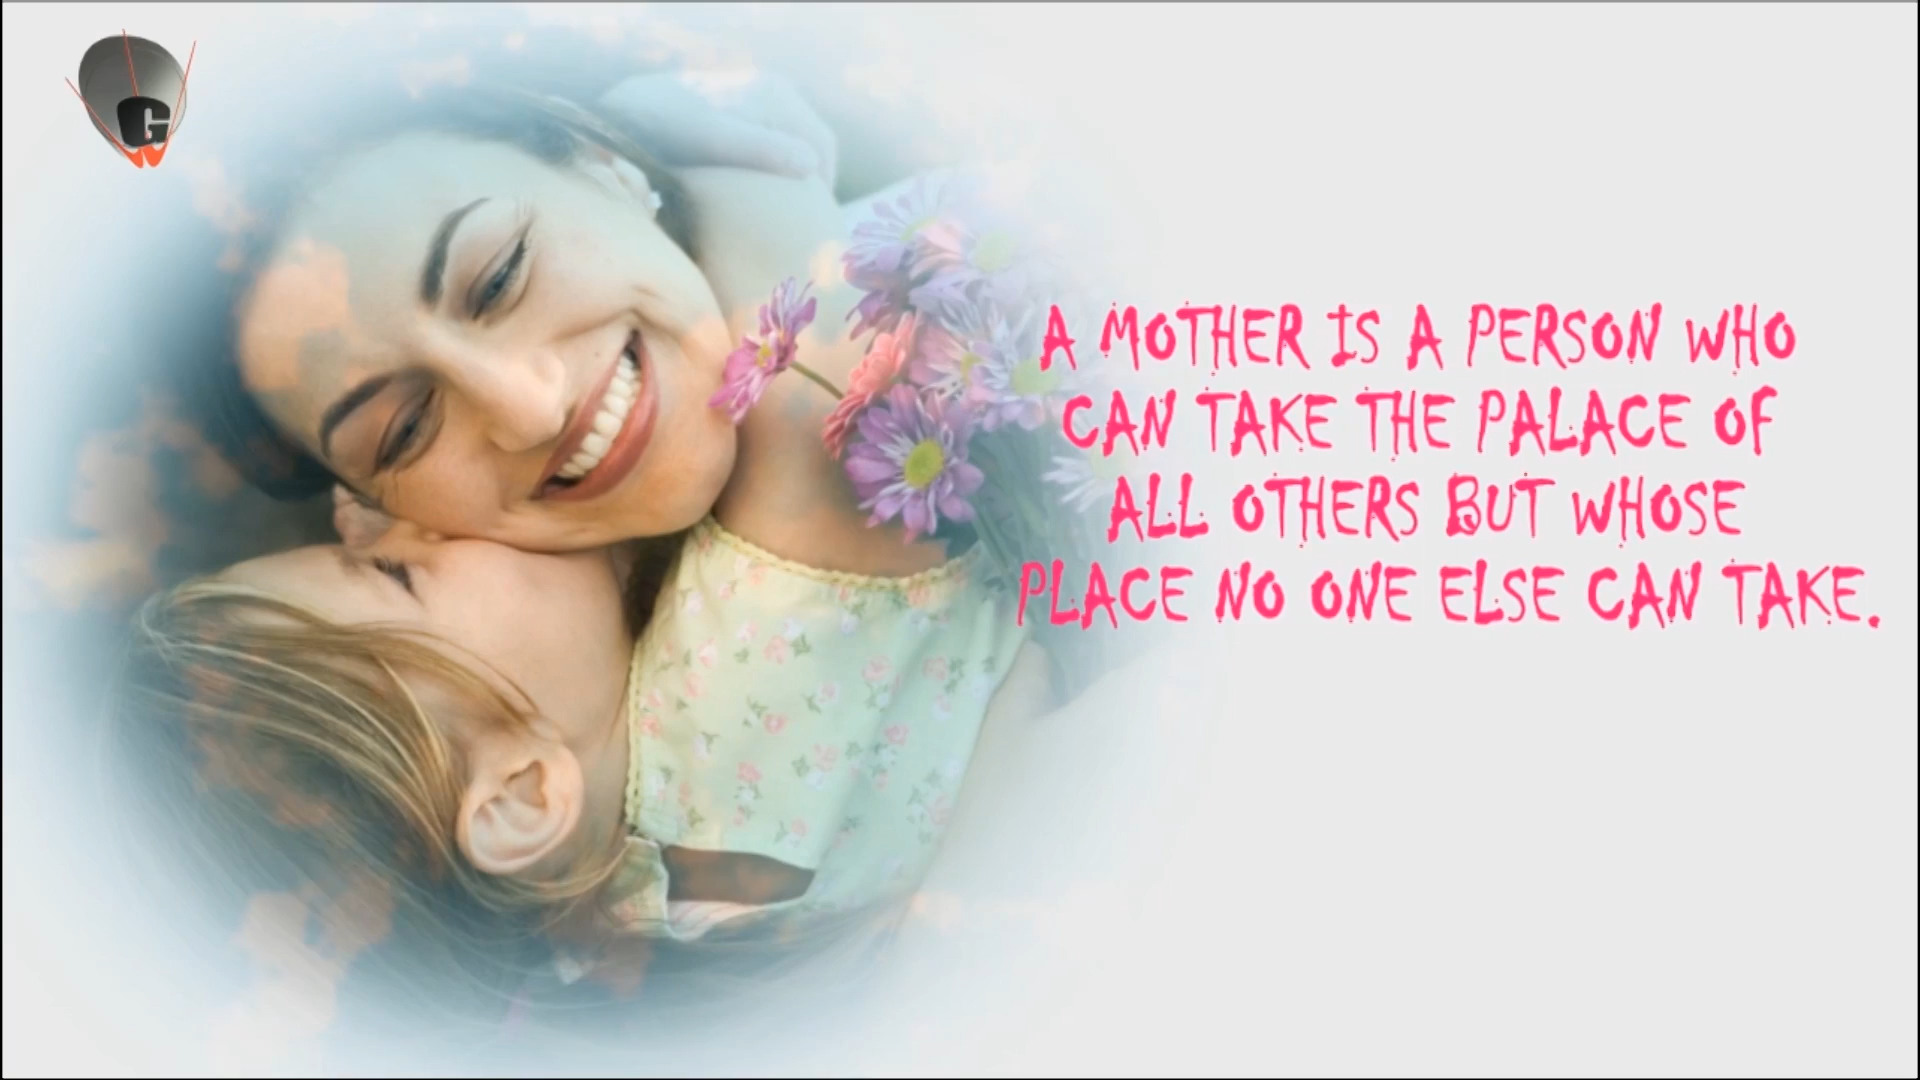 G
A MOTHER IS A PERSON WHO
CAN TAKE THE PALACE OF
ALL OTHERS BUT WHOSE
PLACE NO ONE ELSE CAN TAKE.